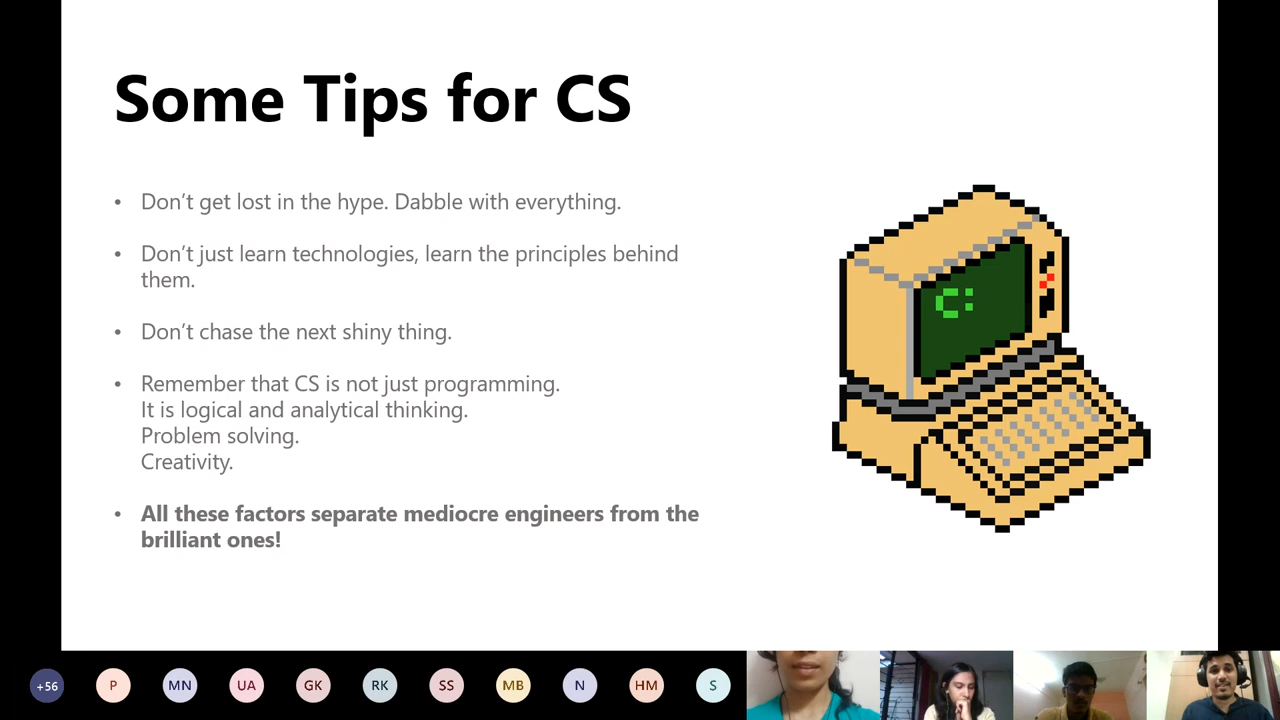 Some Tips for CS
• Don’t get lost in the hype. Dabble with everything.
• Don’t just learn technologies, learn the principles behind
them.
• Don’t chase the next shiny thing.
• Remember that CS is not just programming.
It is logical and analytical thinking.
Problem solving.
Creativity.
• All these factors separate mediocre engineers from the
brilliant ones!
C:
+56 P MN UA GK RK SS MB N HM S